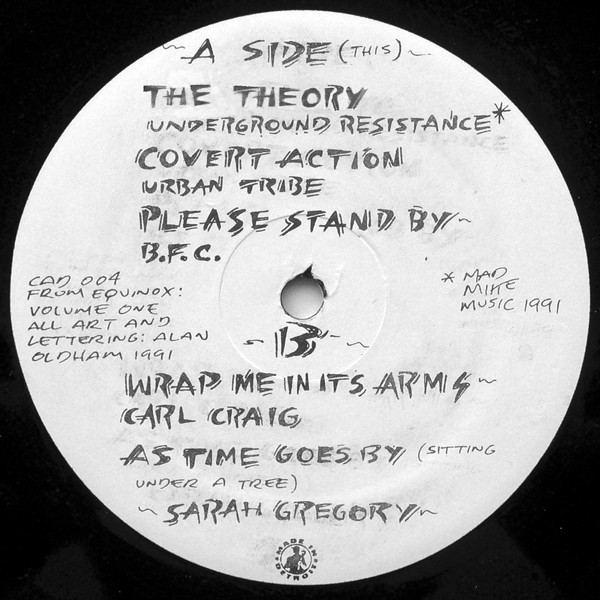 ~ A SIDE (THIS) ~
THE THEORY
UNDERGROUND RESISTANCE*
COVERT ACTION
URBAN TRIBE
PLEASE STAND BY~
B.F.C.
CAD 004
FROM EQUINOX:
VOLUME ONE
ALL ART AND
LETTERING: ALAN
OLDHAM 1991
* MAD
MIKE
MUSIC 1991
~ B ~
WRAP ME IN ITS ARMS ~
CARL CRAIG
AS TIME GOES BY (SITTING
UNDER A TREE)
~ SARAH GREGORY ~
MADE IN DETROIT